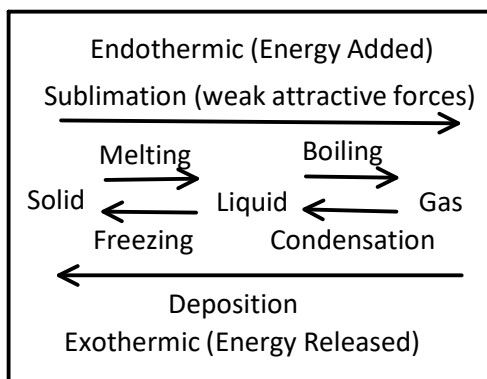 Endothermic (Energy Added)
Sublimation (weak attractive forces)
Melting Boiling
Solid Liquid Gas
Freezing Condensation
Deposition
Exothermic (Energy Released)